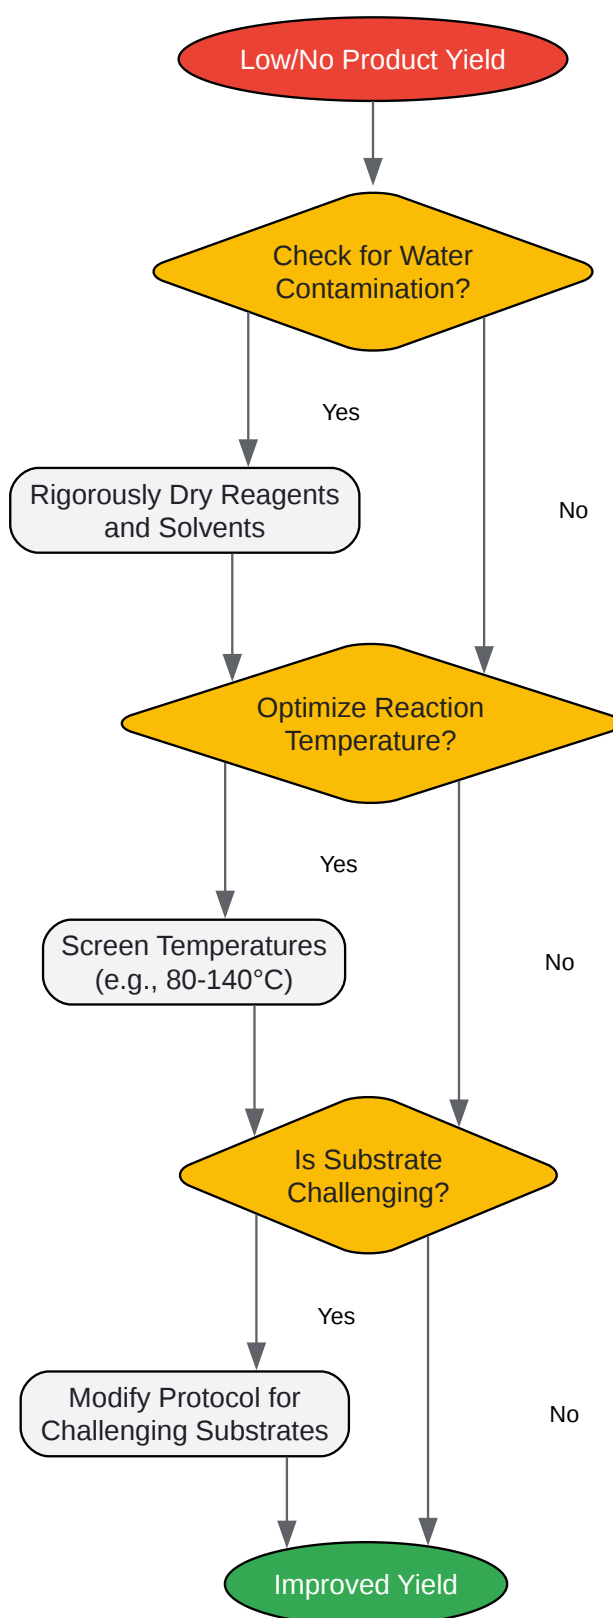 Low/No Product Yield
Check for Water
Contamination?
Yes
Rigorously Dry Reagents
and Solvents
No
Optimize Reaction
Temperature?
Yes
Screen Temperatures
(e.g., 80-140°C)
No
Is Substrate
Challenging?
Yes
Modify Protocol for
Challenging Substrates
No
Improved Yield